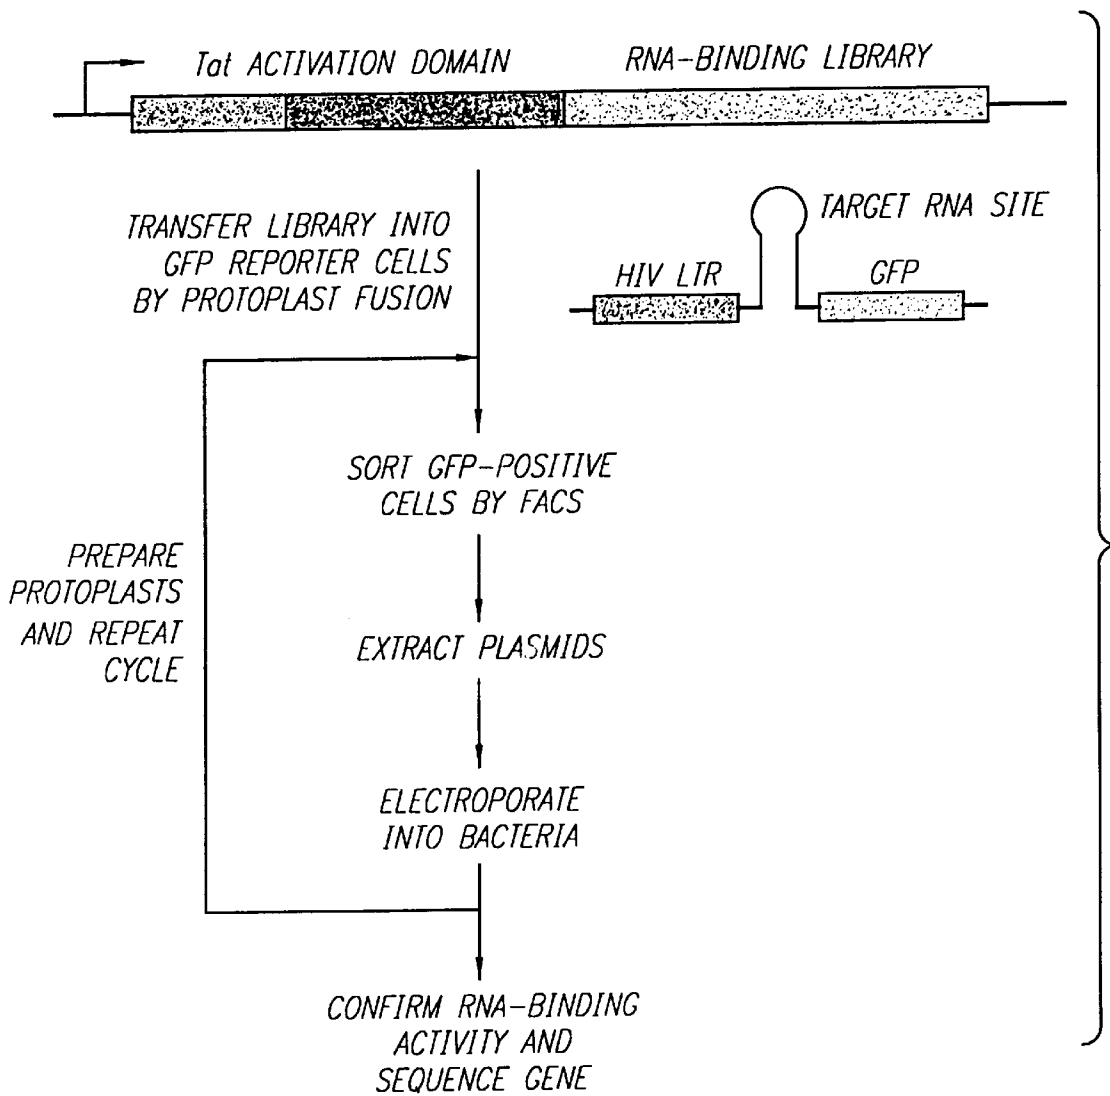 Tat ACTIVATION DOMAIN
RNA-BINDING LIBRARY
TRANSFER LIBRARY INTO
GFP REPORTER CELLS
BY PROTOPLAST FUSION
TARGET RNA SITE
HIV LTR
GFP
SORT GFP-POSITIVE
CELLS BY FACS
PREPARE
PROTOPLASTS
AND REPEAT
CYCLE
EXTRACT PLASMIDS
ELECTROPORATE
INTO BACTERIA
CONFIRM RNA-BINDING
ACTIVITY AND
SEQUENCE GENE